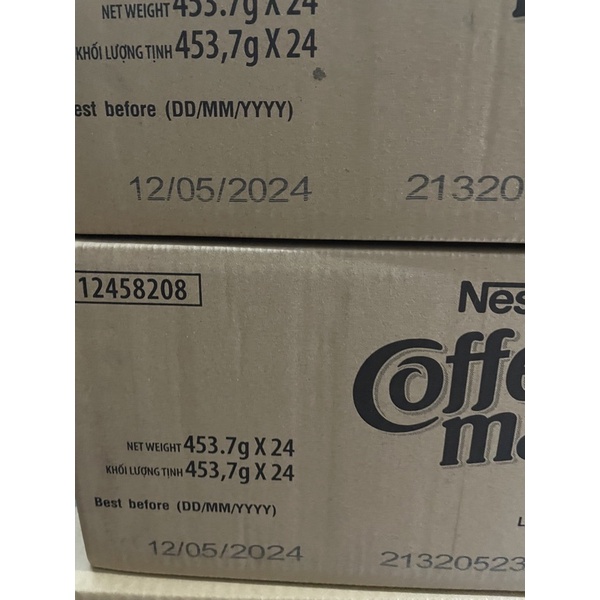 NET WEIGHT 453.7g X 24
KHỐI LƯỢNG TỊNH 453,7g X 24
est before (DD/MM/YYYY)
12/05/2024 21320
12458208
Nes
Coffe
ma
NET WEIGHT 453.7g X 24
KHỐI LƯỢNG TỊNH 453,7g X 24
Best before (DD/MM/YYYY)
12/05/2024 21320523